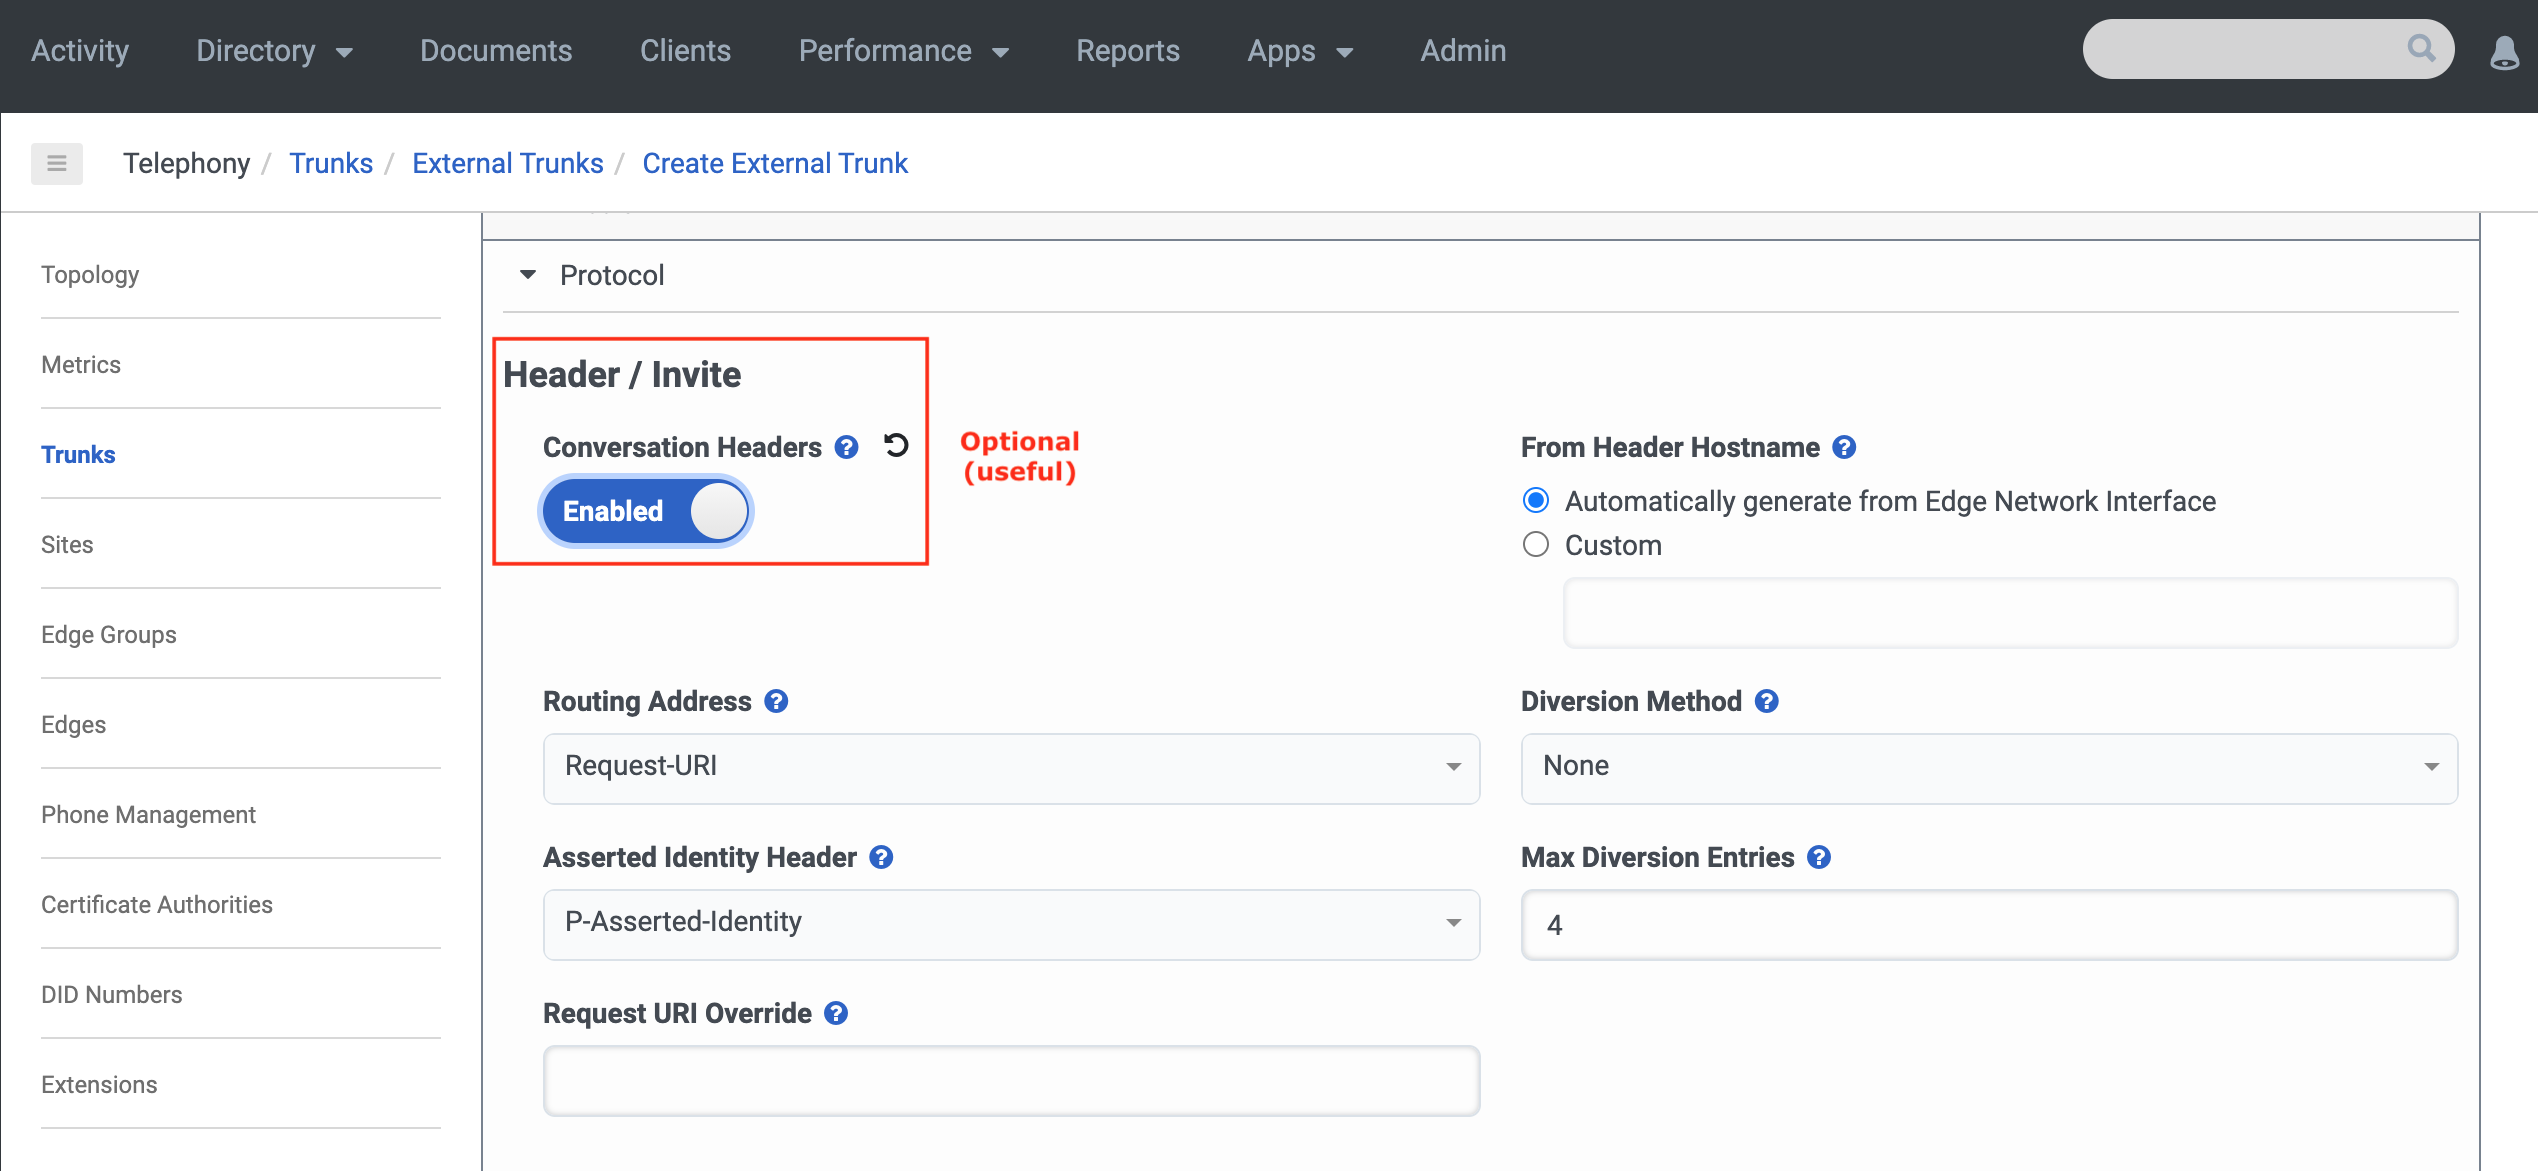 Activity Directory Documents Clients Performance Reports Apps Admin
Telephony / Trunks / External Trunks / Create External Trunk
Topology
Metrics
Trunks
Sites
Edge Groups
Edges
Phone Management
Certificate Authorities
DID Numbers
Extensions
Protocol
Header / Invite
Conversation Headers
Enabled
Optional
(useful)
From Header Hostname
Automatically generate from Edge Network Interface
Custom
Routing Address
Request-URI
Diversion Method
None
Asserted Identity Header
P-Asserted-Identity
Max Diversion Entries
4
Request URI Override